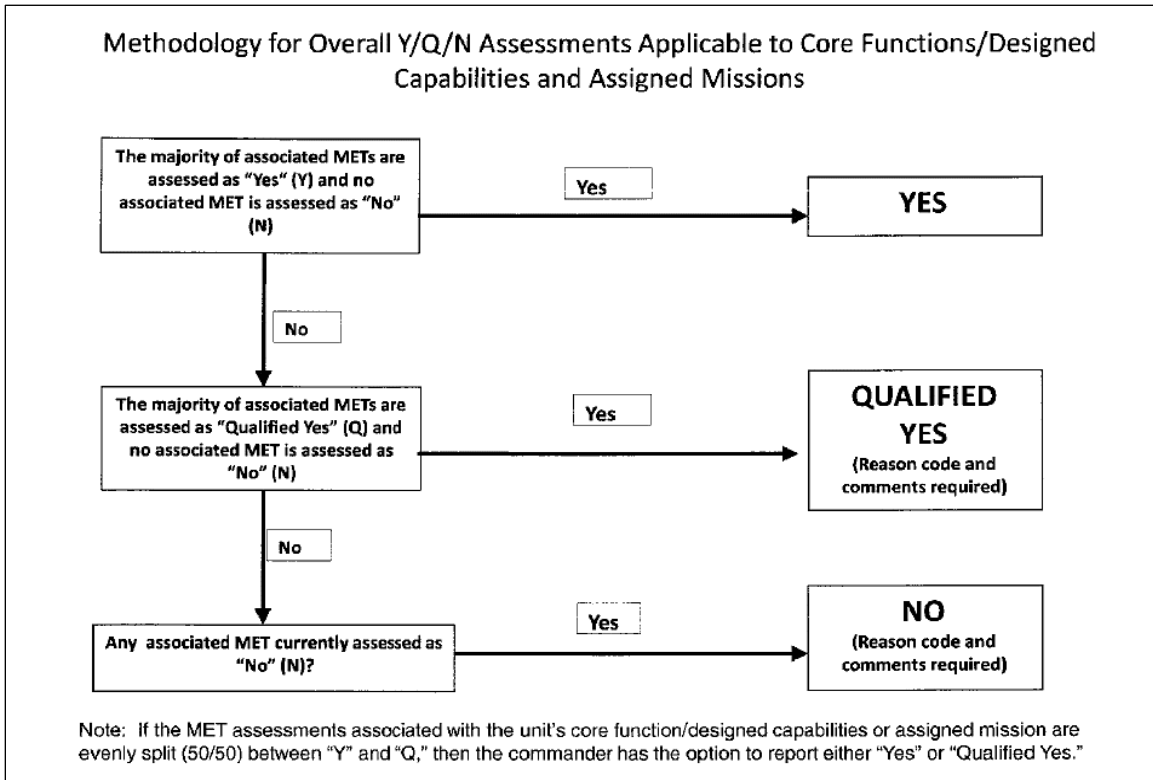 Methodology for Overall Y/Q/N Assessments Applicable to Core Functions/Designed
Capabilities and Assigned Missions
The majority of associated METs are
assessed as "Yes" (Y) and no
associated MET is assessed as "No"
(N)
Yes
YES
No
The majority of associated METs are
assessed as "Qualified Yes" (Q) and
no associated MET is assessed as
"No" (N)
Yes
QUALIFIED
YES
(Reason code and
comments required)
No
Any associated MET currently assessed as
"No" (N)?
Yes
NO
(Reason code and
comments required)
Note: If the MET assessments associated with the unit's core function/designed capabilities or assigned mission are
evenly split (50/50) between "Y" and "Q," then the commander has the option to report either "Yes" or "Qualified Yes."